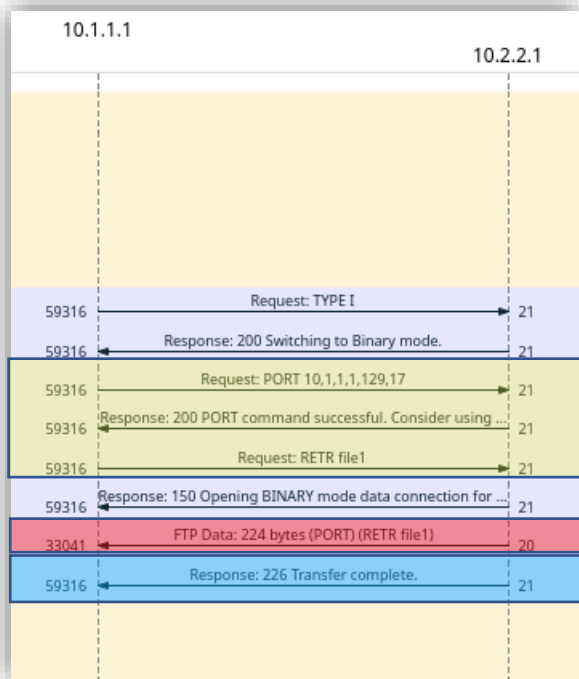 10.1.1.1
10.2.2.1
Request: TYPE I
59316 21
Response: 200 Switching to Binary mode.
59316 21
Request: PORT 10,1,1,1,129,17
59316 21
Response: 200 PORT command successful. Consider using ...
59316 21
Request: RETR file1
59316 21
Response: 150 Opening BINARY mode data connection for ...
59316 21
FTP Data: 224 bytes (PORT) (RETR file1)
33041 20
Response: 226 Transfer complete.
59316 21